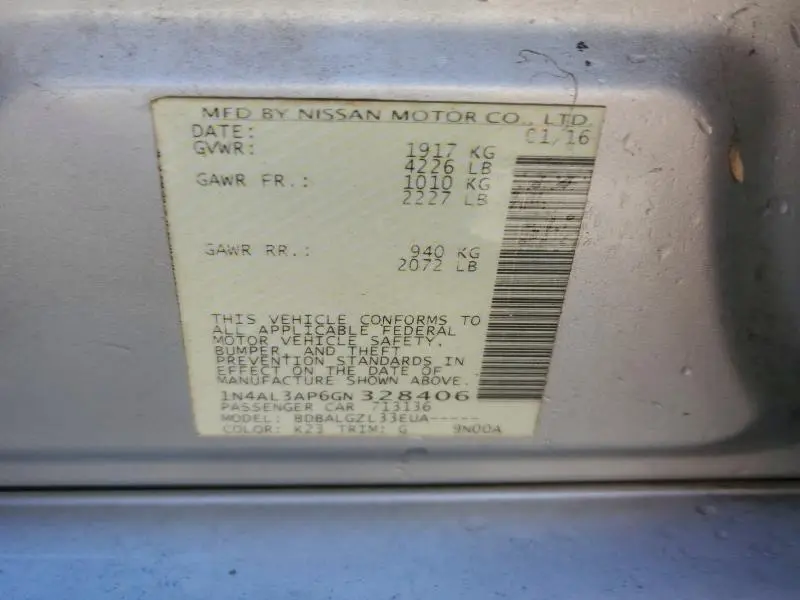 MFD BY NISSAN MOTOR CO., LTD.
DATE: 01/16
GVWR: 1917 KG
4226 LB
GAWR FR.: 1010 KG
2227 LB
GAWR RR.: 940 KG
2072 LB
THIS VEHICLE CONFORMS TO
ALL APPLICABLE FEDERAL
MOTOR VEHICLE SAFETY,
BUMPER, AND THEFT
PREVENTION STANDARDS IN
EFFECT ON THE DATE OF
MANUFACTURE SHOWN ABOVE.
1N4AL3AP6GN 328406
PASSENGER CAR 713136
MODEL: BDBALGZL33EUA-----
COLOR: K23 TRIM: G 9N00A